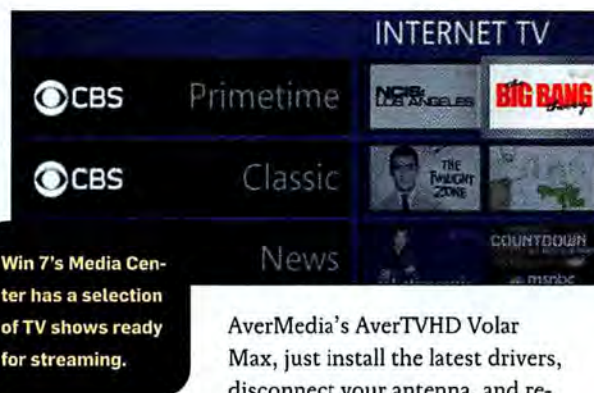 INTERNET TV
CBS Primetime
NCIS: LOS ANGELES
the BIG BANG theory
CBS Classic
THE TWILIGHT ZONE
News
COUNTDOWN
msnbc
Win 7's Media Cen-
ter has a selection
of TV shows ready
for streaming.
AverMedia's AverTVHD Volar
Max, just install the latest drivers,
disconnect your antenna, and re-